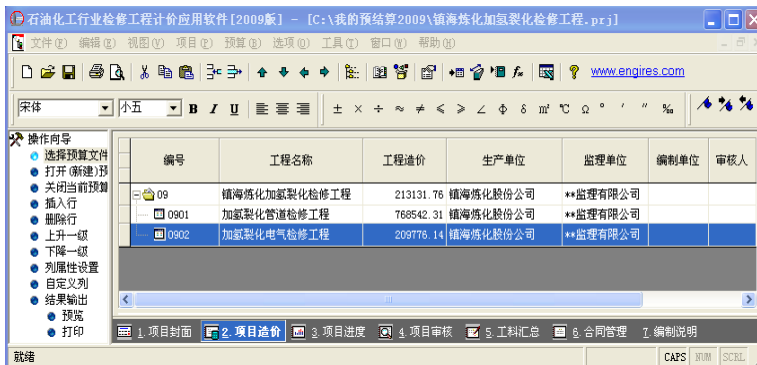 石油化工行业检修工程计价应用软件[2009版] - [C:\我的预结算2009\镇海炼化加氢裂化检修工程.prj]
文件(F) 编辑(E) 视图(V) 项目(P) 预算(B) 选项(O) 工具(T) 窗口(W) 帮助(H)
www.engires.com
宋体 小五 B I U ± × ÷ ≈ ≠ ≤ ≥ ∠ Φ δ m² ℃ Ω ° ′ ″ ‰
操作向导
选择预算文件
打开(新建)预
关闭当前预算
插入行
删除行
上升一级
下降一级
列属性设置
自定义列
结果输出
预览
打印
编号 工程名称 工程造价 生产单位 监理单位 编制单位 审核人
09 镇海炼化加氢裂化检修工程 213131.76 镇海炼化股份公司 **监理有限公司
0901 加氢裂化管道检修工程 768542.31 镇海炼化股份公司 **监理有限公司
0902 加氢裂化电气检修工程 209776.14 镇海炼化股份公司 **监理有限公司
1.项目封面 2.项目造价 3.项目进度 4.项目审核 5.工料汇总 6.合同管理 7.编制说明
就绪 CAPS NUM SCRL